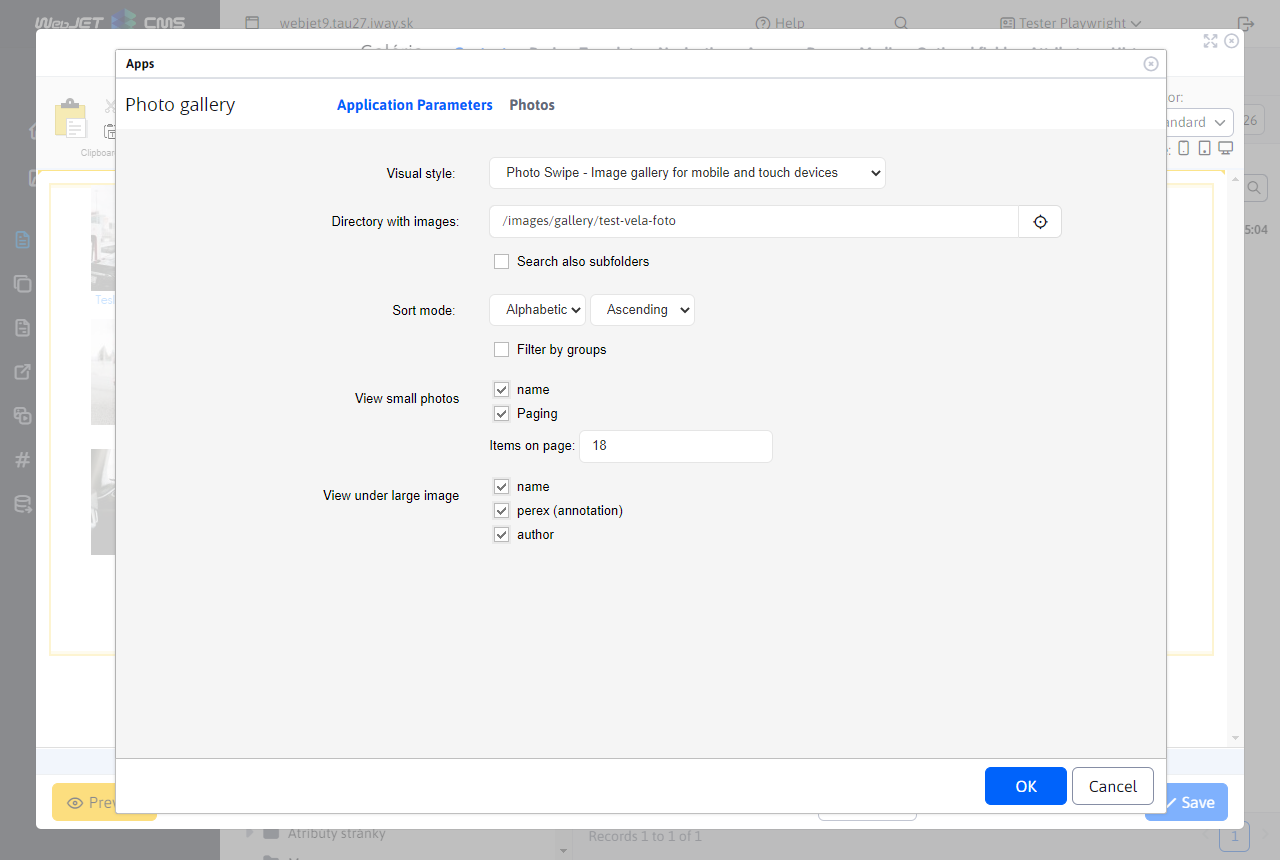 WebJET CMS
webjet9.tau27.iway.sk
Help
Tester Playwright
Apps
Photo gallery
Application Parameters
Photos
Clipboar
Visual style:
Photo Swipe - Image gallery for mobile and touch devices
Directory with images:
/images/gallery/test-vela-foto
Search also subfolders
Sort mode:
Alphabetic
Ascending
Filter by groups
View small photos
name
Paging
Items on page:
18
View under large image
name
perex (annotation)
author
or:
ndard
26
5:04
Tes
OK
Cancel
Prev
Save
Atribúty stránky
Records 1 to 1 of 1
1